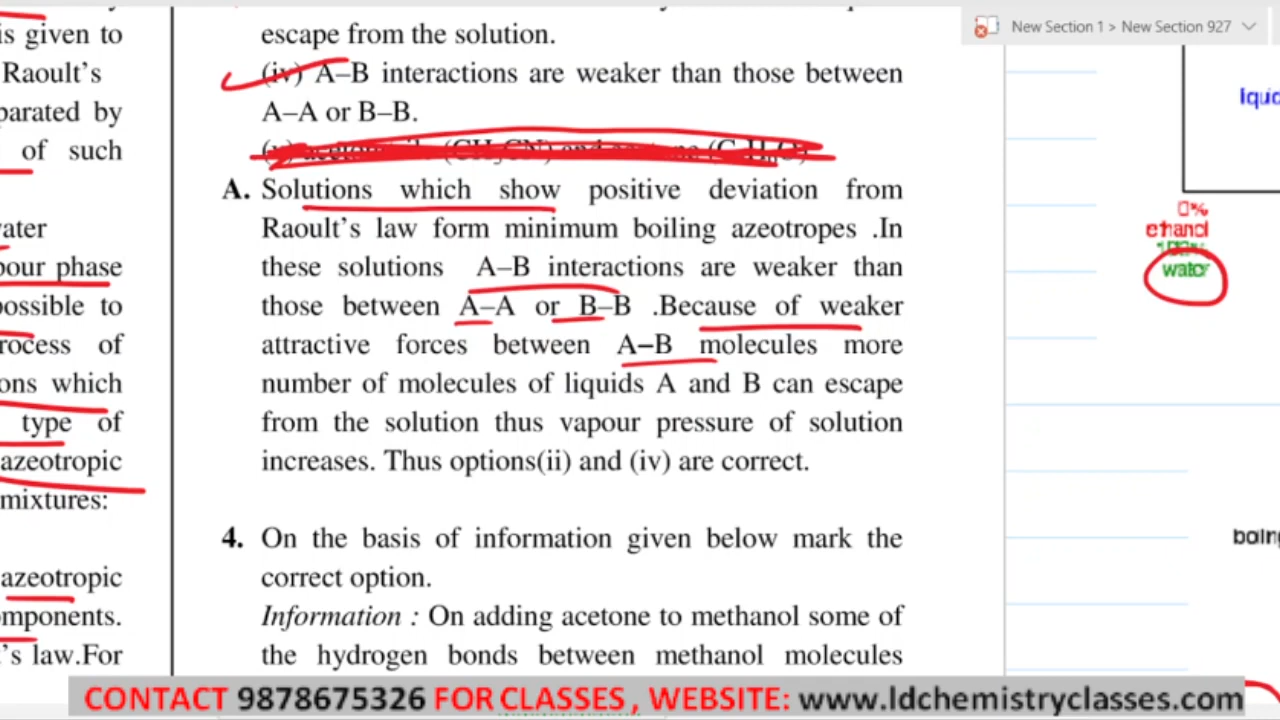 is given to
Raoult's
parated by
of such
ater
pour phase
possible to
rocess of
ons which
type of
azeotropic
mixtures:
azeotropic
mponents.
's law.For
escape from the solution.
(iv) A–B interactions are weaker than those between
A–A or B–B.
A. Solutions which show positive deviation from
Raoult's law form minimum boiling azeotropes .In
these solutions A–B interactions are weaker than
those between A–A or B–B .Because of weaker
attractive forces between A–B molecules more
number of molecules of liquids A and B can escape
from the solution thus vapour pressure of solution
increases. Thus options(ii) and (iv) are correct.
4. On the basis of information given below mark the
correct option.
Information : On adding acetone to methanol some of
the hydrogen bonds between methanol molecules
New Section 1 > New Section 927
liquid
0%
ethanol
100%
water
boiling
CONTACT 9878675326 FOR CLASSES , WEBSITE: www.ldchemistryclasses.com